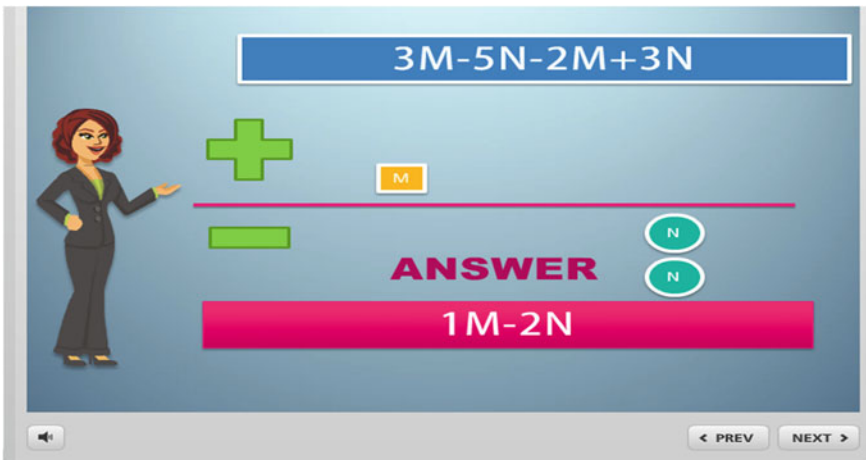 3M-5N-2M+3N
M
N
ANSWER
N
1M-2N
< PREV
NEXT >